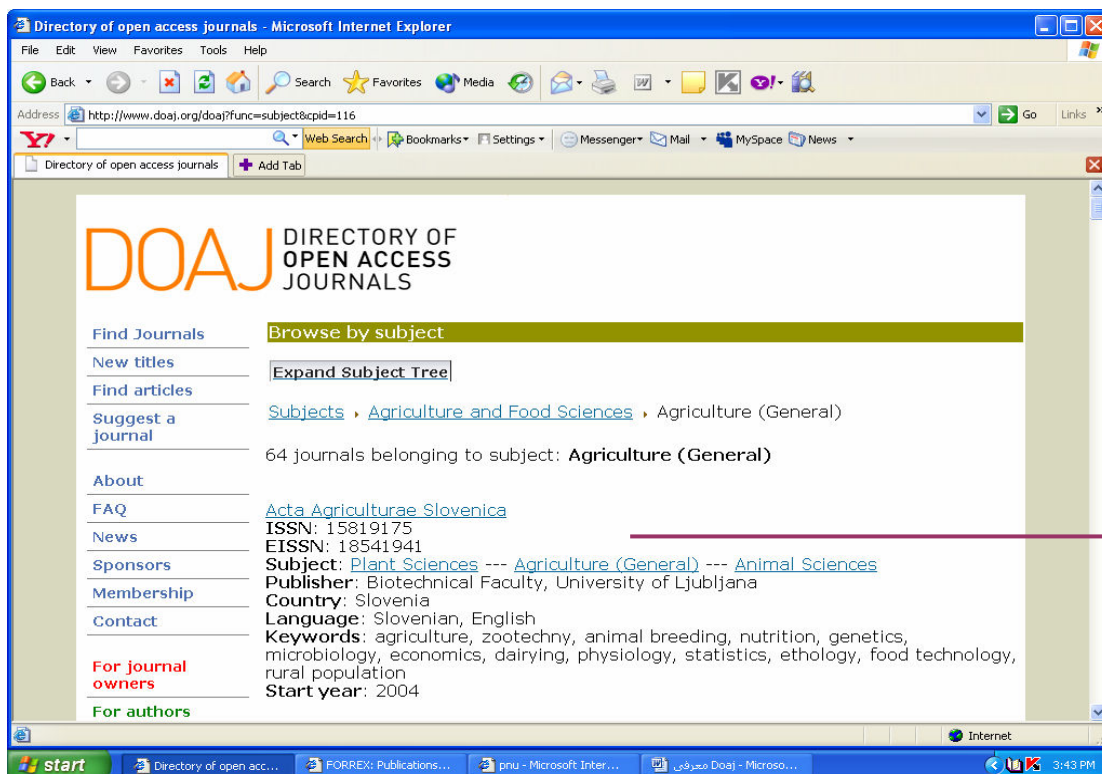 Directory of open access journals - Microsoft Internet Explorer
File Edit View Favorites Tools Help
Back Search Favorites Media
Address http://www.doaj.org/doaj?func=subject&cpid=116 Go Links »
Y! Web Search Bookmarks Settings Messenger Mail MySpace News
Directory of open access journals Add Tab
DOAJ DIRECTORY OF
OPEN ACCESS
JOURNALS
Find Journals
New titles
Find articles
Suggest a
journal
About
FAQ
News
Sponsors
Membership
Contact
For journal
owners
For authors
Browse by subject
Expand Subject Tree
Subjects Agriculture and Food Sciences Agriculture (General)
64 journals belonging to subject: Agriculture (General)
Acta Agriculturae Slovenica
ISSN: 15819175
EISSN: 18541941
Subject: Plant Sciences --- Agriculture (General) --- Animal Sciences
Publisher: Biotechnical Faculty, University of Ljubljana
Country: Slovenia
Language: Slovenian, English
Keywords: agriculture, zootechny, animal breeding, nutrition, genetics,
microbiology, economics, dairying, physiology, statistics, ethology, food technology,
rural population
Start year: 2004
Internet
start Directory of open acc... FORREX: Publications... pnu - Microsoft Inter... معرفی Doaj - Microso... 3:43 PM